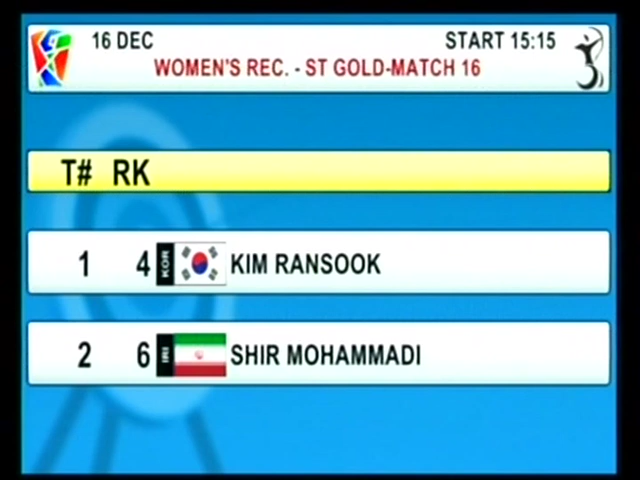 16 DEC START 15:15
WOMEN'S REC. - ST GOLD-MATCH 16
T# RK
1 4 KOR KIM RANSOOK
2 6 IRI SHIR MOHAMMADI